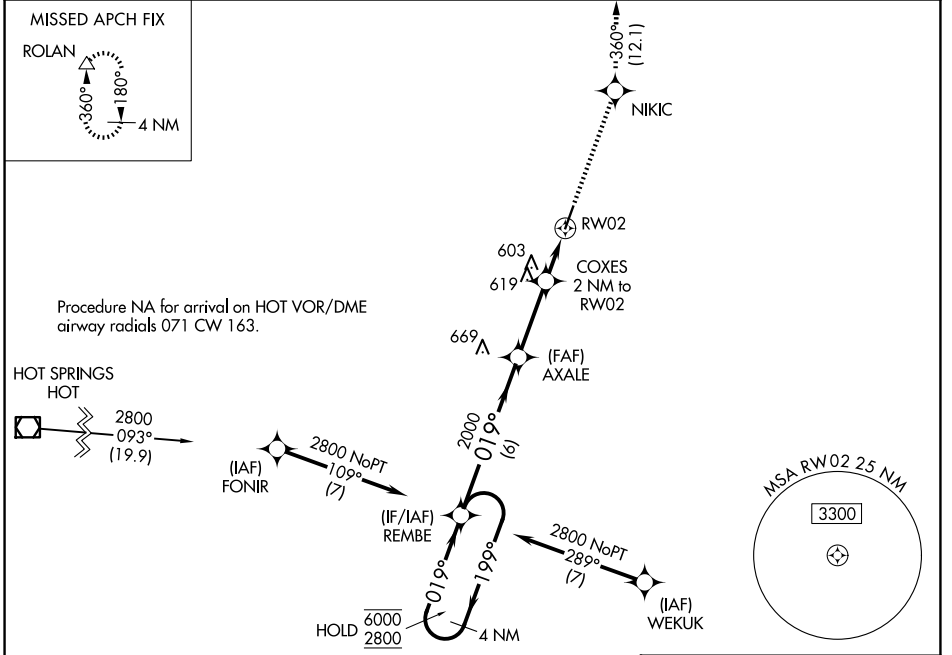 MISSED APCH FIX
ROLAN
360°
180°
4 NM
360°
(12.1)
NIKIC
RW02
603
619
COXES
2 NM to
RW02
Procedure NA for arrival on HOT VOR/DME
airway radials 071 CW 163.
669
(FAF)
AXALE
HOT SPRINGS
HOT
2800
093°
(19.9)
2000
019°
(6)
(IAF)
FONIR
2800 NoPT
109°
(7)
(IF/IAF)
REMBE
019°
199°
2800 NoPT
289°
(7)
(IAF)
WEKUK
HOLD
6000
2800
4 NM
MSA RW02 25 NM
3300